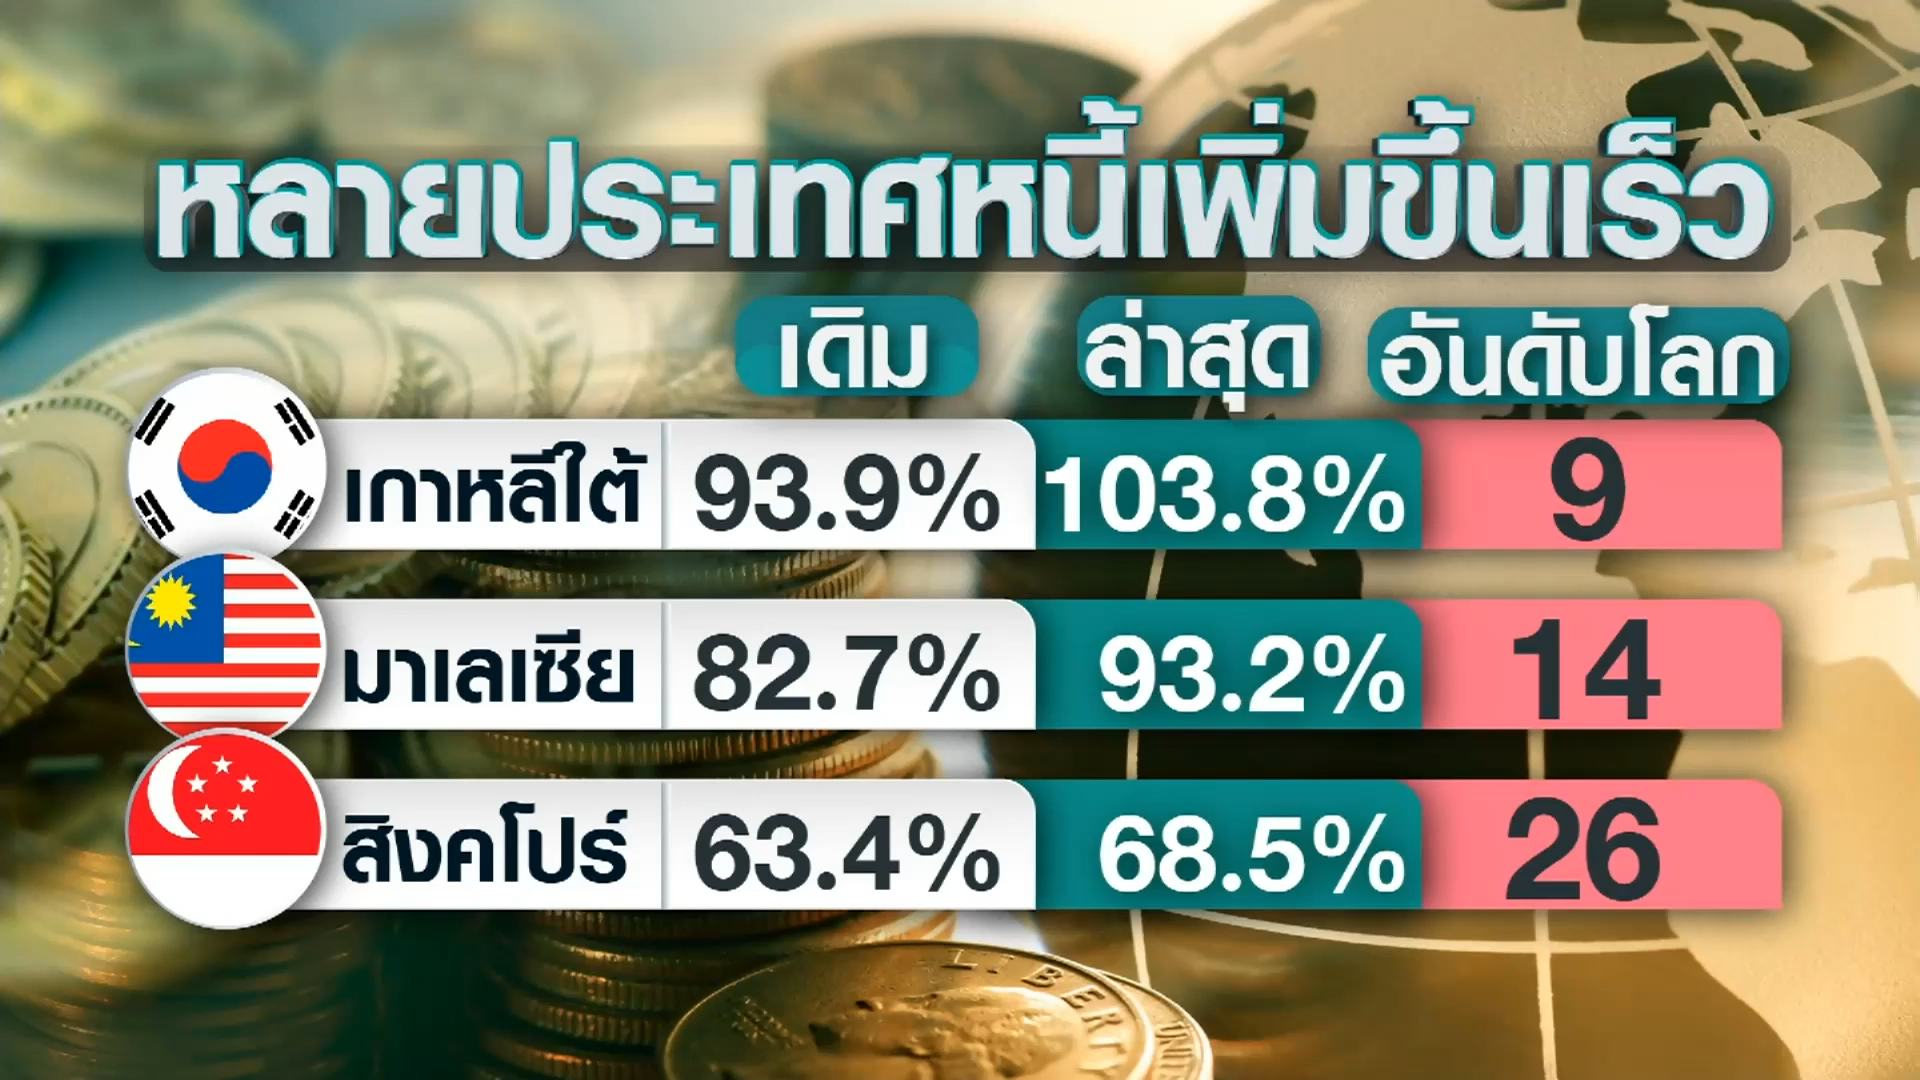 หลายประเทศหนี้เพิ่มขึ้นเร็ว
เดิม ล่าสุด อันดับโลก
เกาหลีใต้ 93.9% 103.8% 9
มาเลเซีย 82.7% 93.2% 14
สิงคโปร์ 63.4% 68.5% 26
LIBERTY